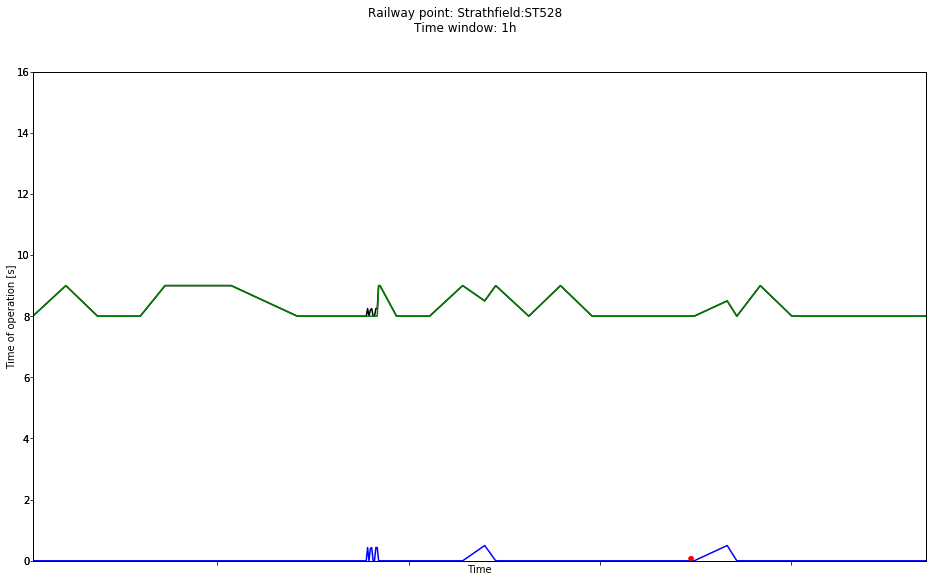 Railway point: Strathfield:ST528
Time window: 1h
16
14
12
10
8
6
4
2
0
Time of operation [s]
Time